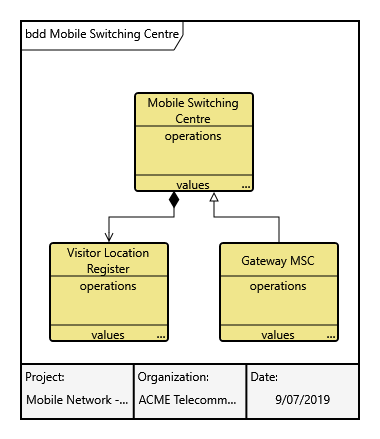 bdd Mobile Switching Centre
Mobile Switching
Centre
operations
values
...
Visitor Location
Register
operations
values
...
Gateway MSC
operations
values
...
Project:
Mobile Network -...
Organization:
ACME Telecomm...
Date:
9/07/2019